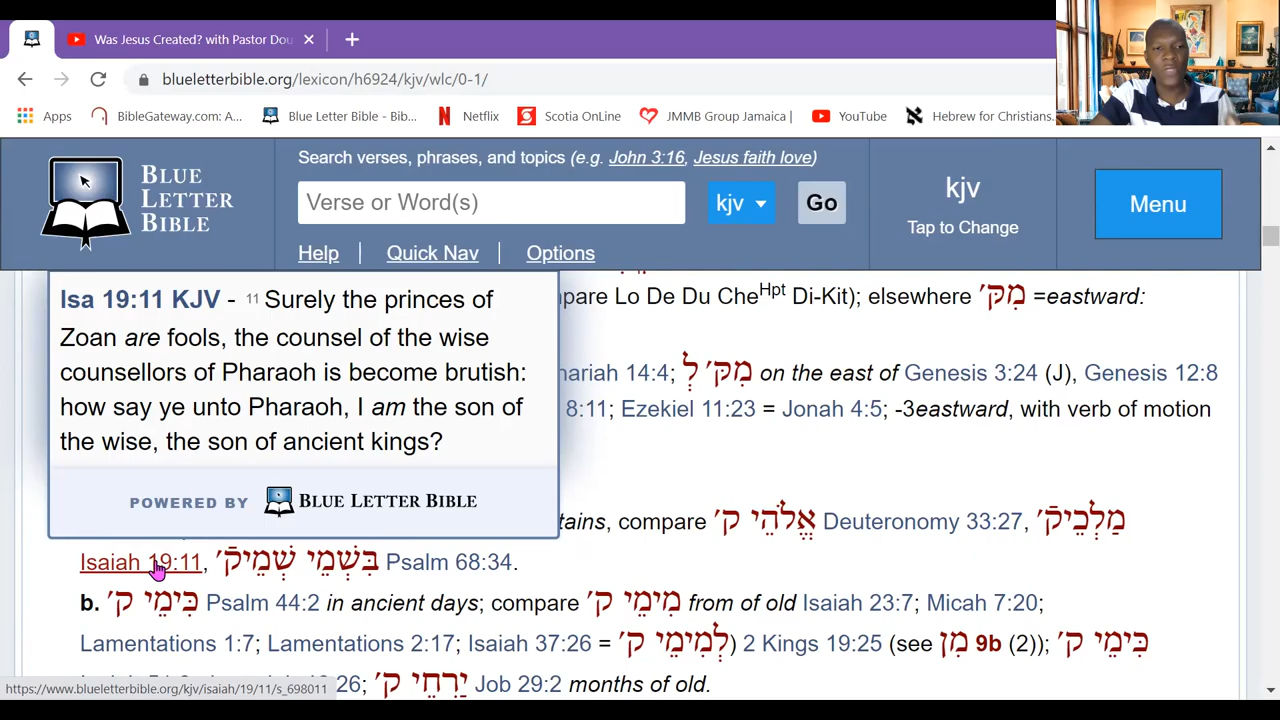 Was Jesus Created? with Pastor Dou
blueletterbible.org/lexicon/h6924/kjv/wlc/0-1/
Apps
BibleGateway.com: A...
Blue Letter Bible - Bib...
Netflix
Scotia OnLine
JMMB Group Jamaica |
YouTube
Hebrew for Christians.
BLUE
LETTER
BIBLE
Search verses, phrases, and topics (e.g. John 3:16, Jesus faith love)
Verse or Word(s)
kjv
Go
Help
Quick Nav
Options
kjv
Tap to Change
Menu
Isa 19:11 KJV - 11 Surely the princes of
Zoan are fools, the counsel of the wise
counsellors of Pharaoh is become brutish:
how say ye unto Pharaoh, I am the son of
the wise, the son of ancient kings?
POWERED BY BLUE LETTER BIBLE
pare Lo De Du CheHpt Di-Kit); elsewhere מִקּ׳ =eastward:
hariah 14:4; מִקּ׳ לְ on the east of Genesis 3:24 (J), Genesis 12:8
8:11; Ezekiel 11:23 = Jonah 4:5; -3eastward, with verb of motion
tains, compare אֱלֹהֵי ק׳ Deuteronomy 33:27, מַלְכֵיק׳
Isaiah 19:11, בִּשְׁמֵי שְׁמֵיק׳ Psalm 68:34.
b. כִּימֵי ק׳ Psalm 44:2 in ancient days; compare מִימֵי ק׳ from of old Isaiah 23:7; Micah 7:20;
Lamentations 1:7; Lamentations 2:17; Isaiah 37:26 = לְמִימֵי ק׳) 2 Kings 19:25 (see מִן 9b (2)); כִּימֵי ק׳
26; יַרְחֵי ק׳ Job 29:2 months of old.
https://www.blueletterbible.org/kjv/isaiah/19/11/s_698011